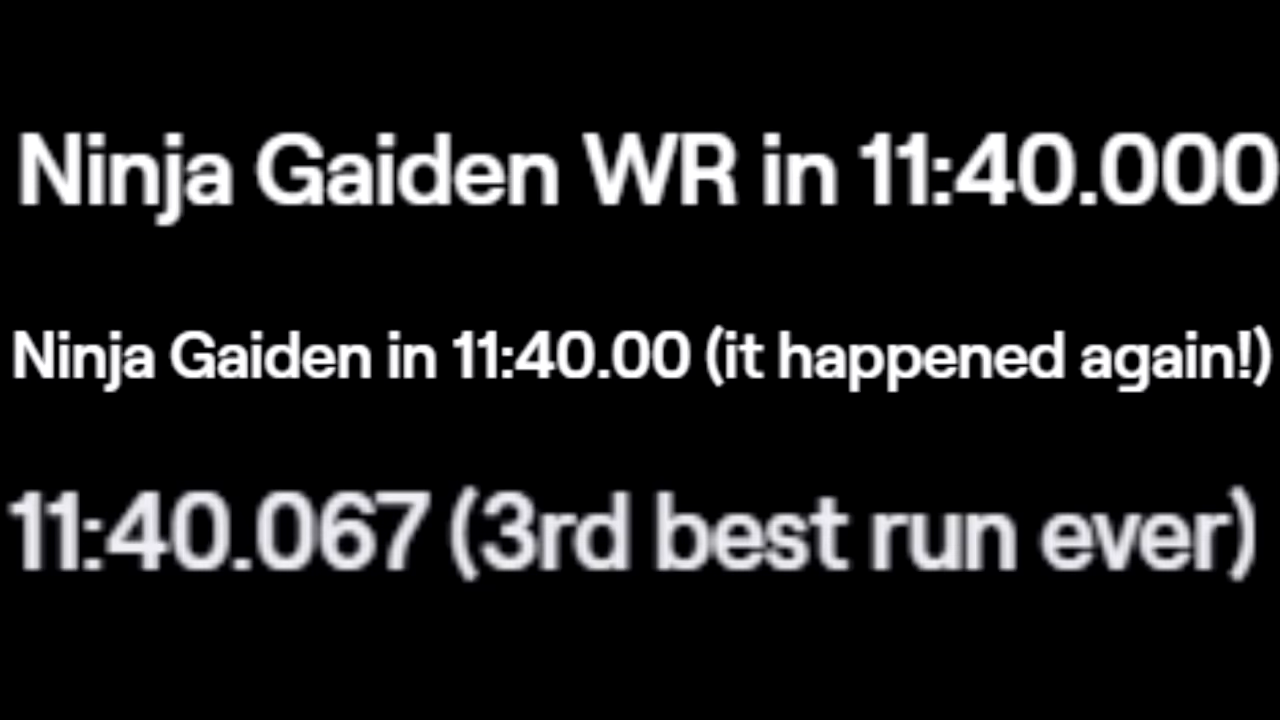 Ninja Gaiden WR in 11:40.000
Ninja Gaiden in 11:40.00 (it happened again!)
11:40.067 (3rd best run ever)